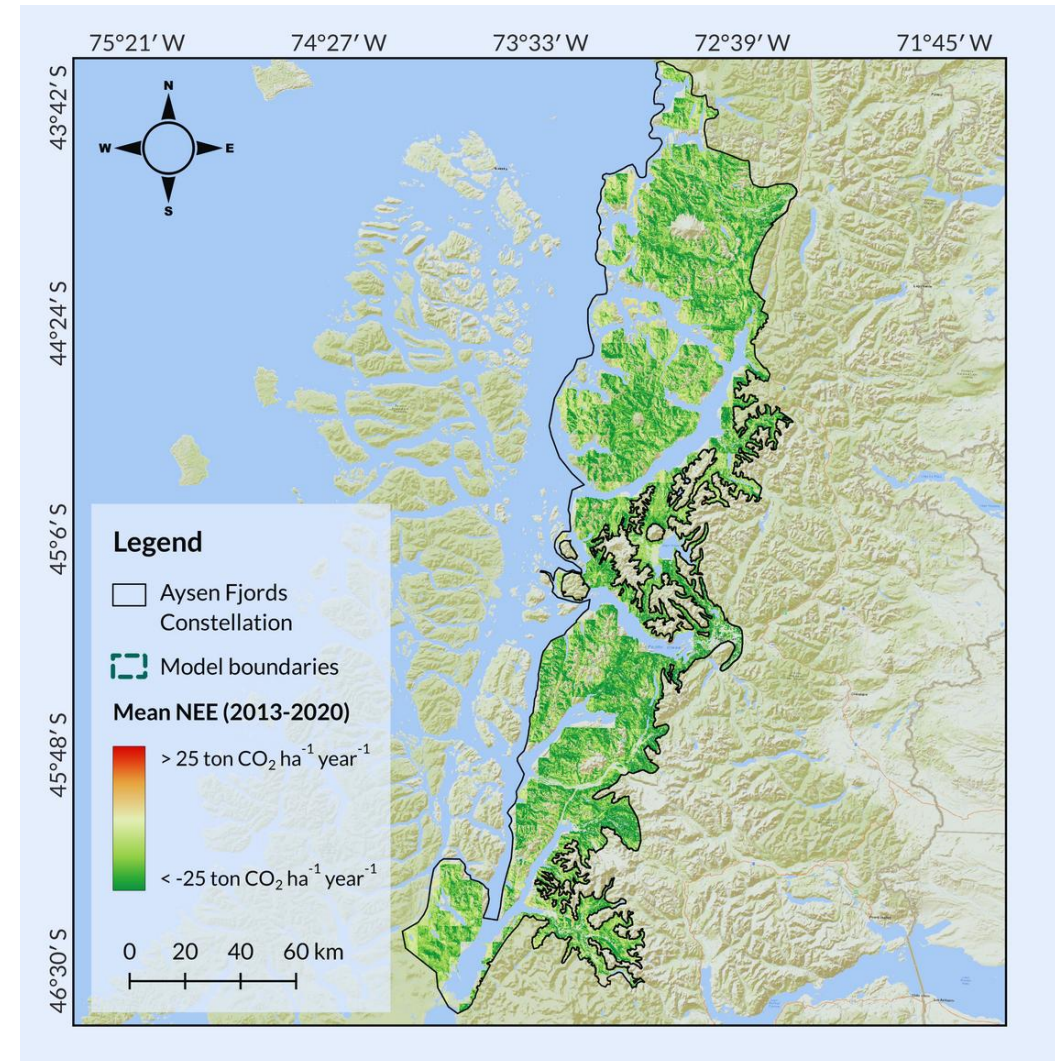 75°21′ W 74°27′ W 73°33′ W 72°39′ W 71°45′ W
43°42′ S
44°24′ S
45°6′ S
45°48′ S
46°30′ S
N
W E
S
Legend
Aysen Fjords
Constellation
Model boundaries
Mean NEE (2013-2020)
> 25 ton CO₂ ha⁻¹ year⁻¹
< -25 ton CO₂ ha⁻¹ year⁻¹
0 20 40 60 km